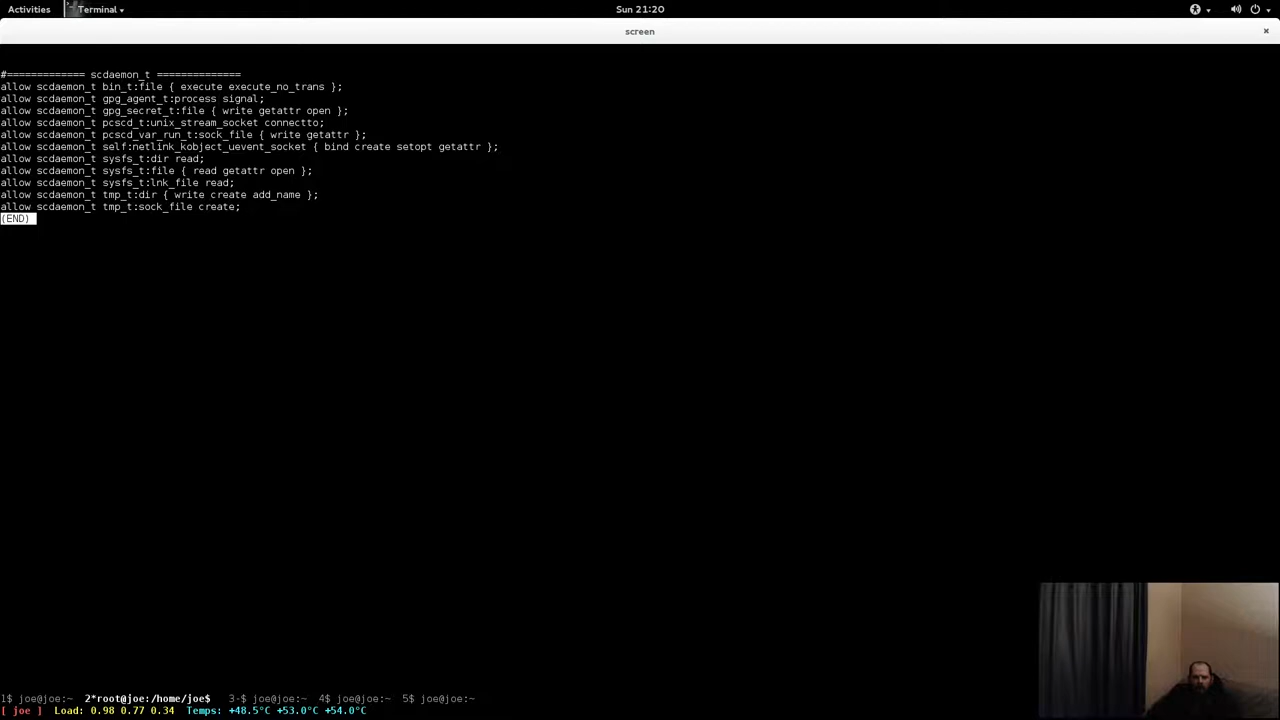 Activities
Terminal
Sun 21:20
screen
#============= scdaemon_t ==============
allow scdaemon_t bin_t:file { execute execute_no_trans };
allow scdaemon_t gpg_agent_t:process signal;
allow scdaemon_t gpg_secret_t:file { write getattr open };
allow scdaemon_t pcscd_t:unix_stream_socket connectto;
allow scdaemon_t pcscd_var_run_t:sock_file { write getattr };
allow scdaemon_t self:netlink_kobject_uevent_socket { bind create setopt getattr };
allow scdaemon_t sysfs_t:dir read;
allow scdaemon_t sysfs_t:file { read getattr open };
allow scdaemon_t sysfs_t:lnk_file read;
allow scdaemon_t tmp_t:dir { write create add_name };
allow scdaemon_t tmp_t:sock_file create;
(END)
1$ joe@joe:~ 2*root@joe:/home/joe$ 3-$ joe@joe:~ 4$ joe@joe:~ 5$ joe@joe:~
[ joe ] Load: 0.98 0.77 0.34 Temps: +48.5°C +53.0°C +54.0°C